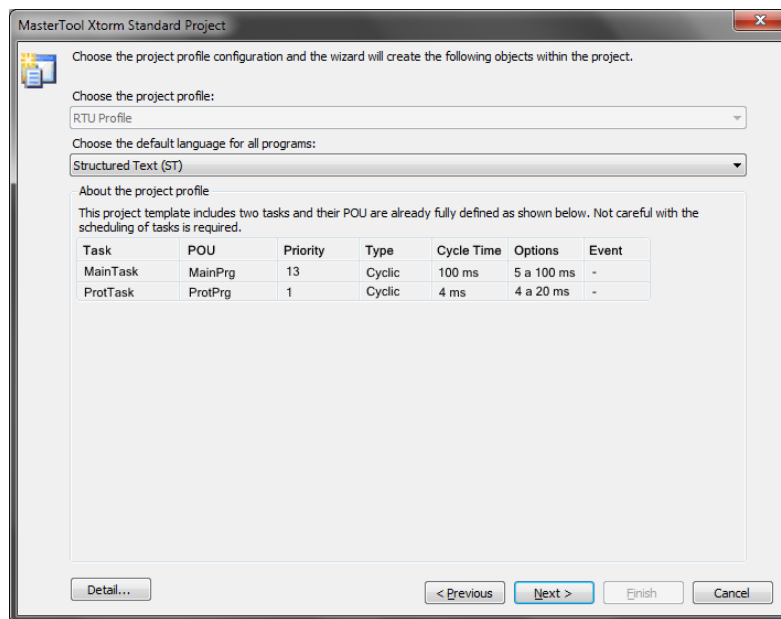 MasterTool Xtorm Standard Project
Choose the project profile configuration and the wizard will create the following objects within the project.
Choose the project profile:
RTU Profile
Choose the default language for all programs:
Structured Text (ST)
About the project profile
This project template includes two tasks and their POU are already fully defined as shown below. Not careful with the
scheduling of tasks is required.
Task POU Priority Type Cycle Time Options Event
MainTask MainPrg 13 Cyclic 100 ms 5 a 100 ms -
ProtTask ProtPrg 1 Cyclic 4 ms 4 a 20 ms -
Detail... < Previous Next > Finish Cancel